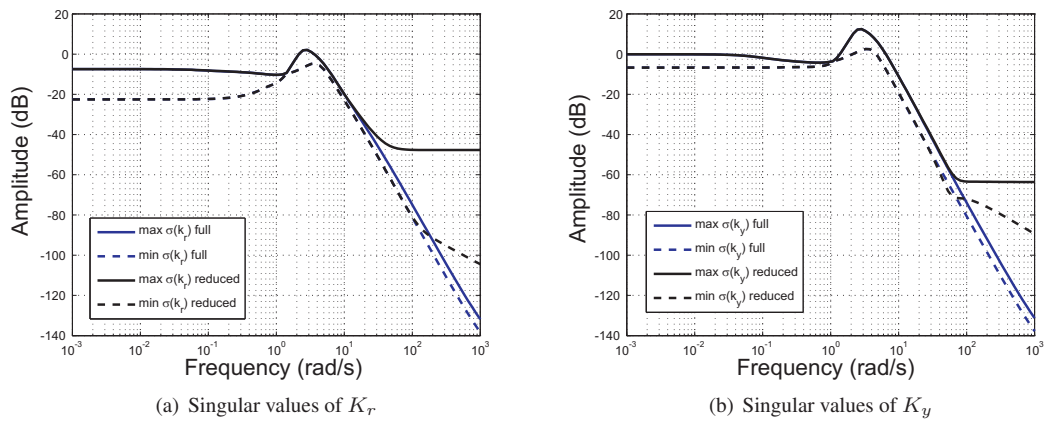 20
0
-20
-40
-60
-80
-100
-120
-140
Amplitude (dB)
max σ(k_r) full
min σ(k_r) full
max σ(k_r) reduced
min σ(k_r) reduced
10^-3 10^-2 10^-1 10^0 10^1 10^2 10^3
Frequency (rad/s)
(a) Singular values of K_r
20
0
-20
-40
-60
-80
-100
-120
-140
Amplitude (dB)
max σ(k_y) full
min σ(k_y) full
max σ(k_y) reduced
min σ(k_y) reduced
10^-3 10^-2 10^-1 10^0 10^1 10^2 10^3
Frequency (rad/s)
(b) Singular values of K_y